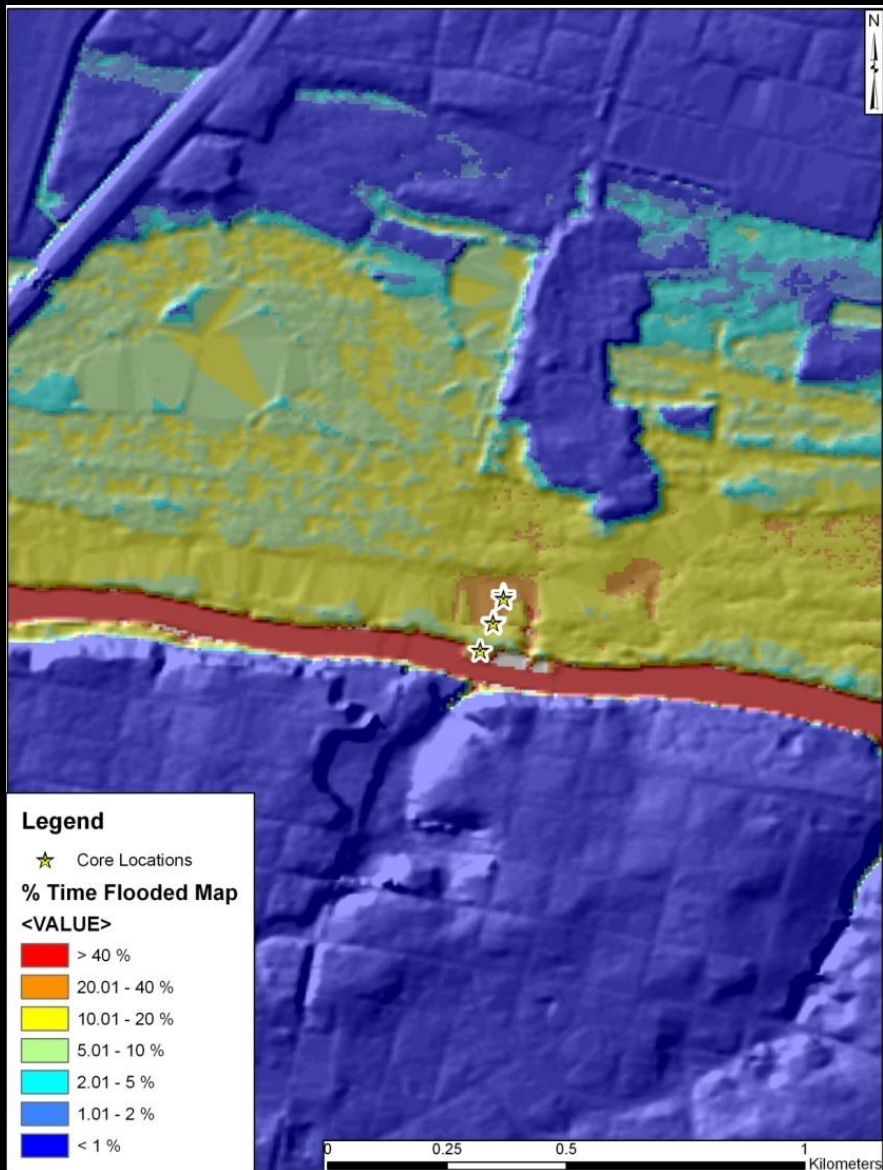 N
Legend
Core Locations
% Time Flooded Map
<VALUE>
> 40 %
20.01 - 40 %
10.01 - 20 %
5.01 - 10 %
2.01 - 5 %
1.01 - 2 %
< 1 %
0 0.25 0.5 1
Kilometers